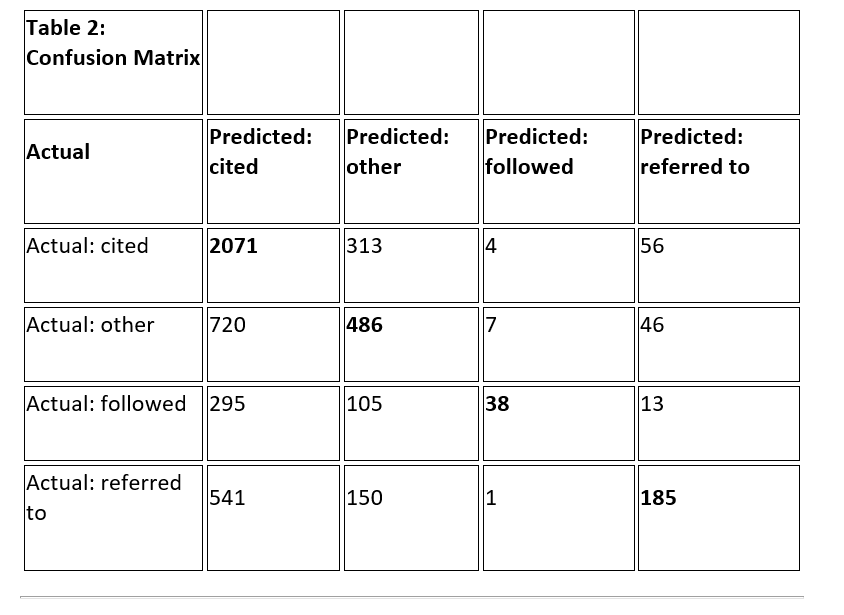 Table 2:
Confusion Matrix
Actual
Predicted:
cited
Predicted:
other
Predicted:
followed
Predicted:
referred to
Actual: cited
2071
313
4
56
Actual: other
720
486
7
46
Actual: followed
295
105
38
13
Actual: referred
to
541
150
1
185